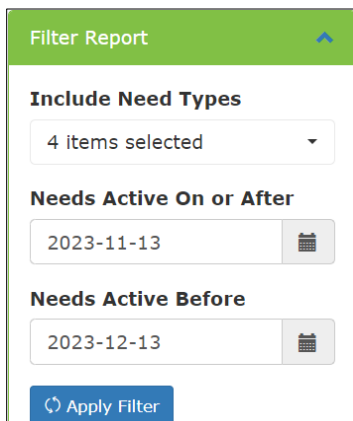 Filter Report
Include Need Types
4 items selected
Needs Active On or After
2023-11-13
Needs Active Before
2023-12-13
Apply Filter